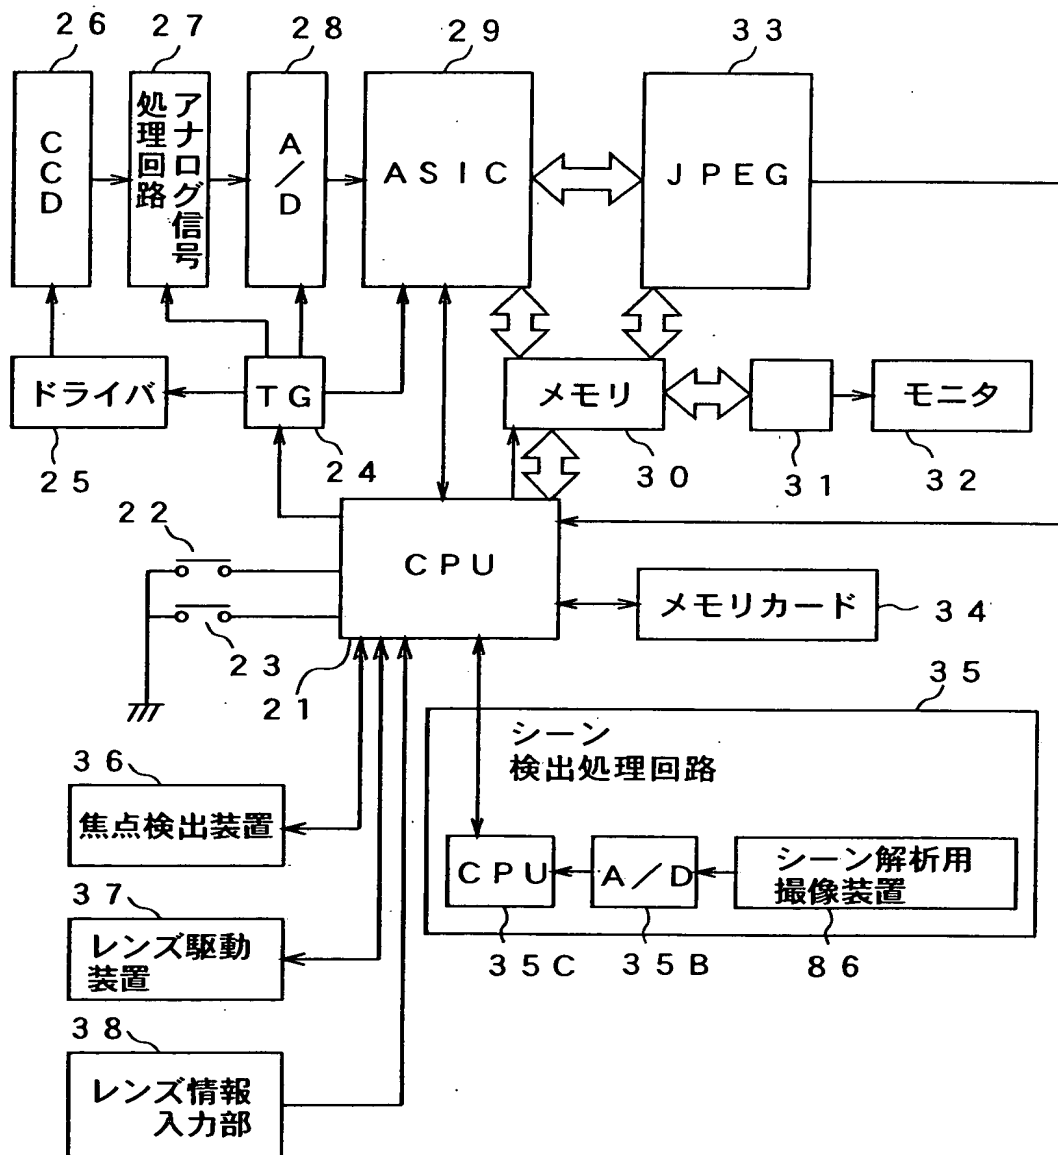 ２６
２７
２８
２９
３３
ＣＣＤ
アナログ信号
処理回路
Ａ／Ｄ
ＡＳＩＣ
ＪＰＥＧ
ドライバ
ＴＧ
メモリ
モニタ
２５
２４
３０
３１
３２
２２
ＣＰＵ
メモリカード
３４
２３
２１
３５
シーン
検出処理回路
３６
焦点検出装置
ＣＰＵ
Ａ／Ｄ
シーン解析用
撮像装置
３７
レンズ駆動
装置
３５Ｃ
３５Ｂ
８６
３８
レンズ情報
入力部